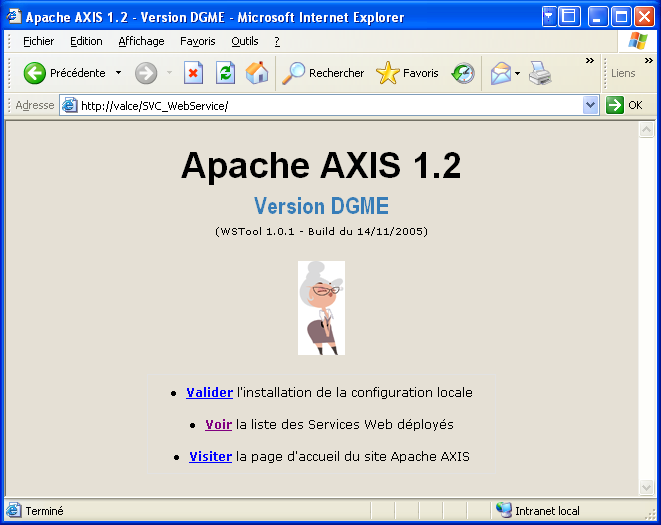 Apache AXIS 1.2 - Version DGME - Microsoft Internet Explorer
Fichier Edition Affichage Favoris Outils ?
Précédente Rechercher Favoris » Liens »
Adresse http://valce/SVC_WebService/ OK
Apache AXIS 1.2
Version DGME
(WSTool 1.0.1 - Build du 14/11/2005)
• Valider l'installation de la configuration locale
• Voir la liste des Services Web déployés
• Visiter la page d'accueil du site Apache AXIS
Terminé Intranet local